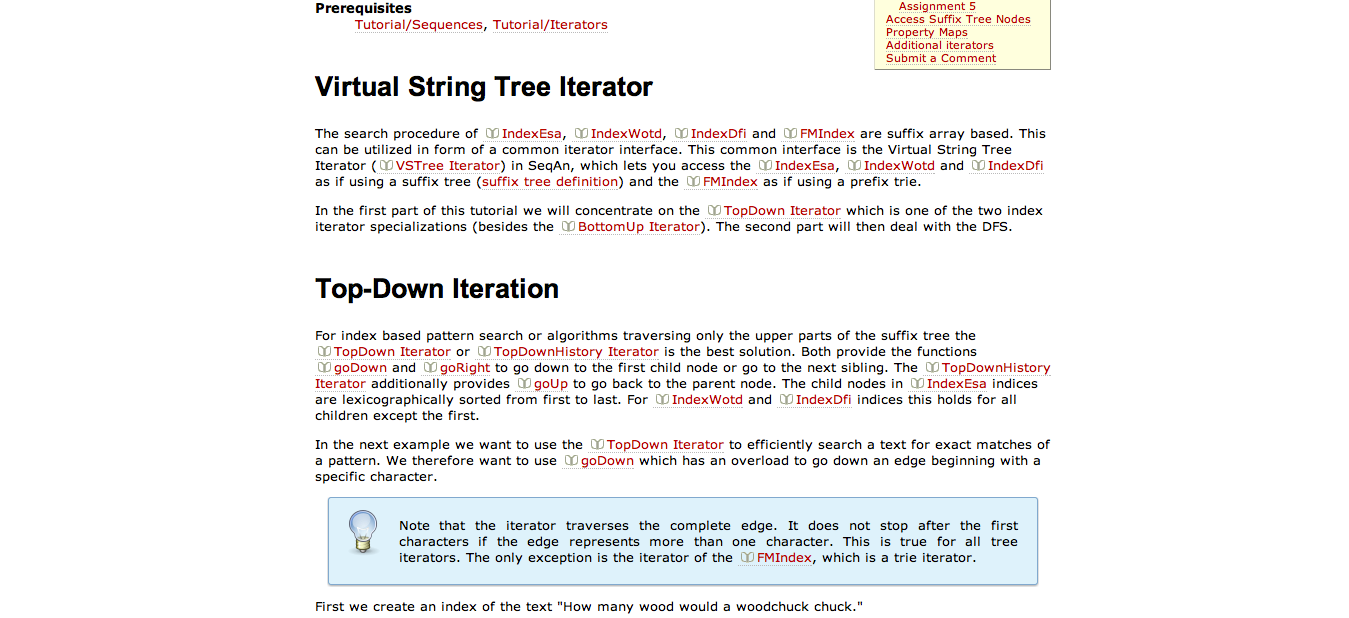 Prerequisites
Tutorial/Sequences, Tutorial/Iterators
Assignment 5
Access Suffix Tree Nodes
Property Maps
Additional iterators
Submit a Comment
Virtual String Tree Iterator
The search procedure of IndexEsa, IndexWotd, IndexDfi and FMIndex are suffix array based. This
can be utilized in form of a common iterator interface. This common interface is the Virtual String Tree
Iterator (VSTree Iterator) in SeqAn, which lets you access the IndexEsa, IndexWotd and IndexDfi
as if using a suffix tree (suffix tree definition) and the FMIndex as if using a prefix trie.
In the first part of this tutorial we will concentrate on the TopDown Iterator which is one of the two index
iterator specializations (besides the BottomUp Iterator). The second part will then deal with the DFS.
Top-Down Iteration
For index based pattern search or algorithms traversing only the upper parts of the suffix tree the
TopDown Iterator or TopDownHistory Iterator is the best solution. Both provide the functions
goDown and goRight to go down to the first child node or go to the next sibling. The TopDownHistory
Iterator additionally provides goUp to go back to the parent node. The child nodes in IndexEsa indices
are lexicographically sorted from first to last. For IndexWotd and IndexDfi indices this holds for all
children except the first.
In the next example we want to use the TopDown Iterator to efficiently search a text for exact matches of
a pattern. We therefore want to use goDown which has an overload to go down an edge beginning with a
specific character.
Note that the iterator traverses the complete edge. It does not stop after the first
characters if the edge represents more than one character. This is true for all tree
iterators. The only exception is the iterator of the FMIndex, which is a trie iterator.
First we create an index of the text "How many wood would a woodchuck chuck."